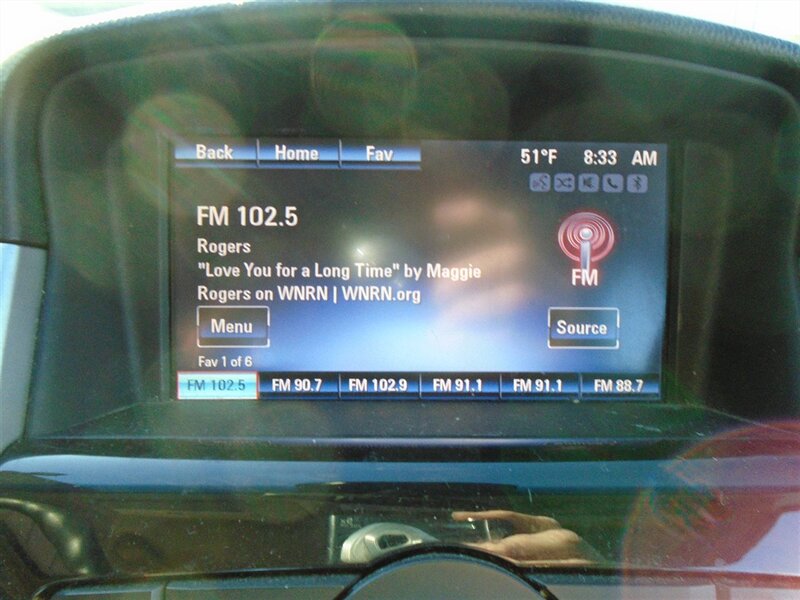 Back Home Fav 51°F 8:33 AM
FM 102.5
Rogers
"Love You for a Long Time" by Maggie
Rogers on WNRN | WNRN.org
FM
Menu Source
Fav 1 of 6
FM 102.5 FM 90.7 FM 102.9 FM 91.1 FM 91.1 FM 88.7